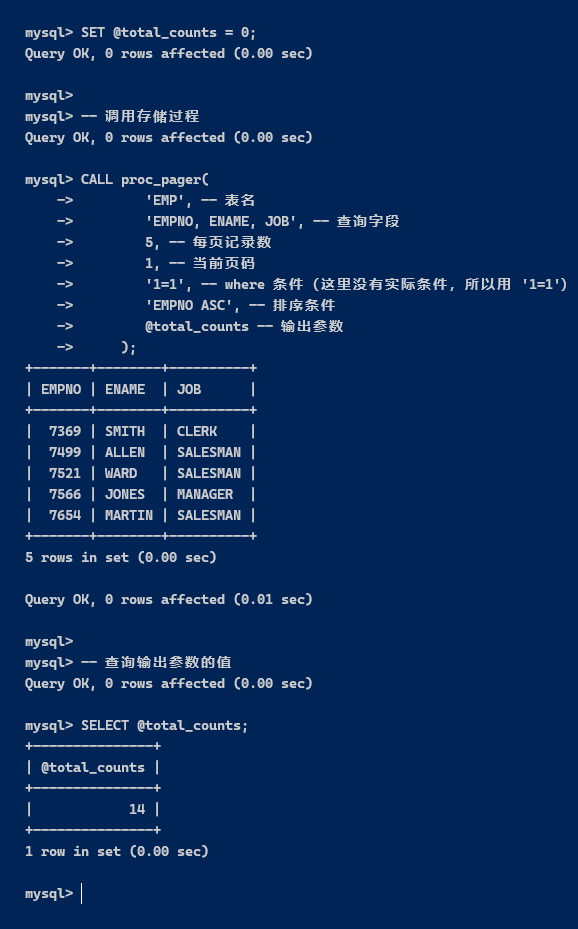 mysql> SET @total_counts = 0;
Query OK, 0 rows affected (0.00 sec)
mysql>
mysql> -- 调用存储过程
Query OK, 0 rows affected (0.00 sec)
mysql> CALL proc_pager(
    ->         'EMP', -- 表名
    ->         'EMPNO, ENAME, JOB', -- 查询字段
    ->         5, -- 每页记录数
    ->         1, -- 当前页码
    ->         '1=1', -- where 条件 (这里没有实际条件, 所以用 '1=1')
    ->         'EMPNO ASC', -- 排序条件
    ->         @total_counts -- 输出参数
    ->      );
+-------+--------+----------+
| EMPNO | ENAME  | JOB      |
+-------+--------+----------+
|  7369 | SMITH  | CLERK    |
|  7499 | ALLEN  | SALESMAN |
|  7521 | WARD   | SALESMAN |
|  7566 | JONES  | MANAGER  |
|  7654 | MARTIN | SALESMAN |
+-------+--------+----------+
5 rows in set (0.00 sec)
Query OK, 0 rows affected (0.01 sec)
mysql>
mysql> -- 查询输出参数的值
Query OK, 0 rows affected (0.00 sec)
mysql> SELECT @total_counts;
+---------------+
| @total_counts |
+---------------+
|            14 |
+---------------+
1 row in set (0.00 sec)
mysql>